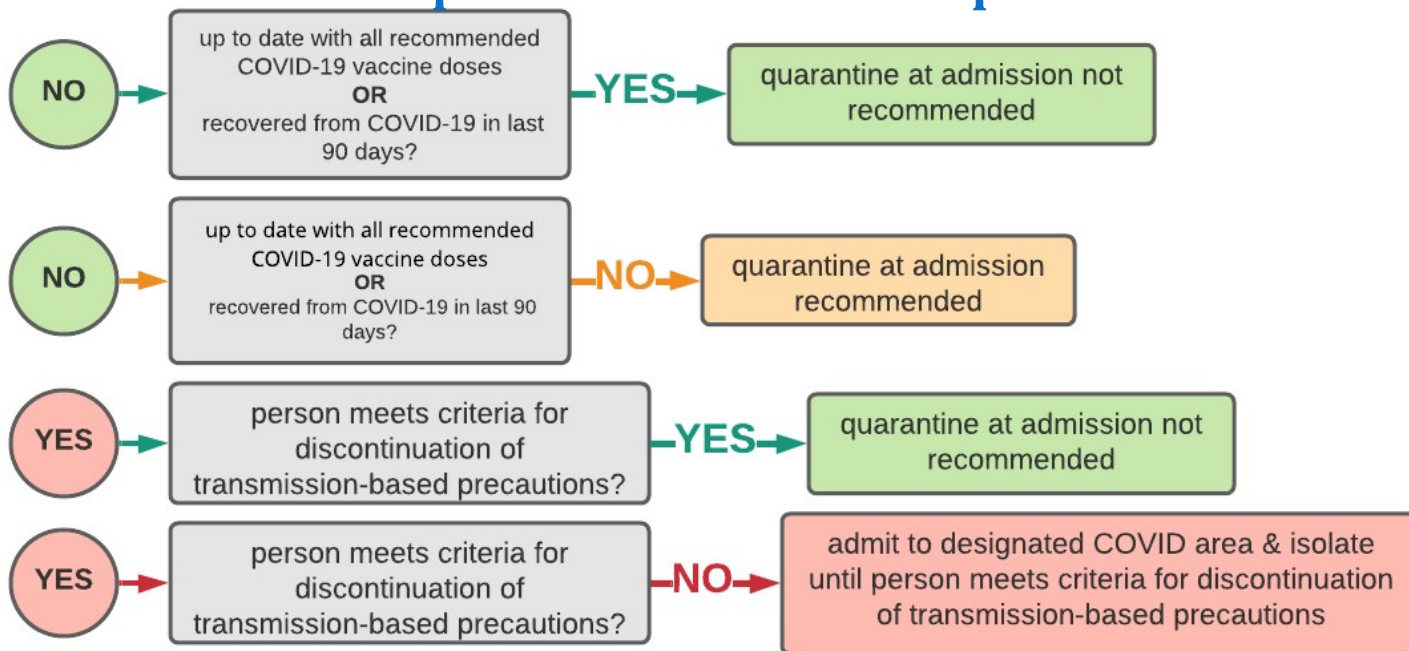 NO
up to date with all recommended
COVID-19 vaccine doses
OR
recovered from COVID-19 in last
90 days?
YES
quarantine at admission not
recommended
NO
up to date with all recommended
COVID-19 vaccine doses
OR
recovered from COVID-19 in last 90
days?
NO
quarantine at admission
recommended
YES
person meets criteria for
discontinuation of
transmission-based precautions?
YES
quarantine at admission not
recommended
YES
person meets criteria for
discontinuation of
transmission-based precautions?
NO
admit to designated COVID area & isolate
until person meets criteria for discontinuation
of transmission-based precautions